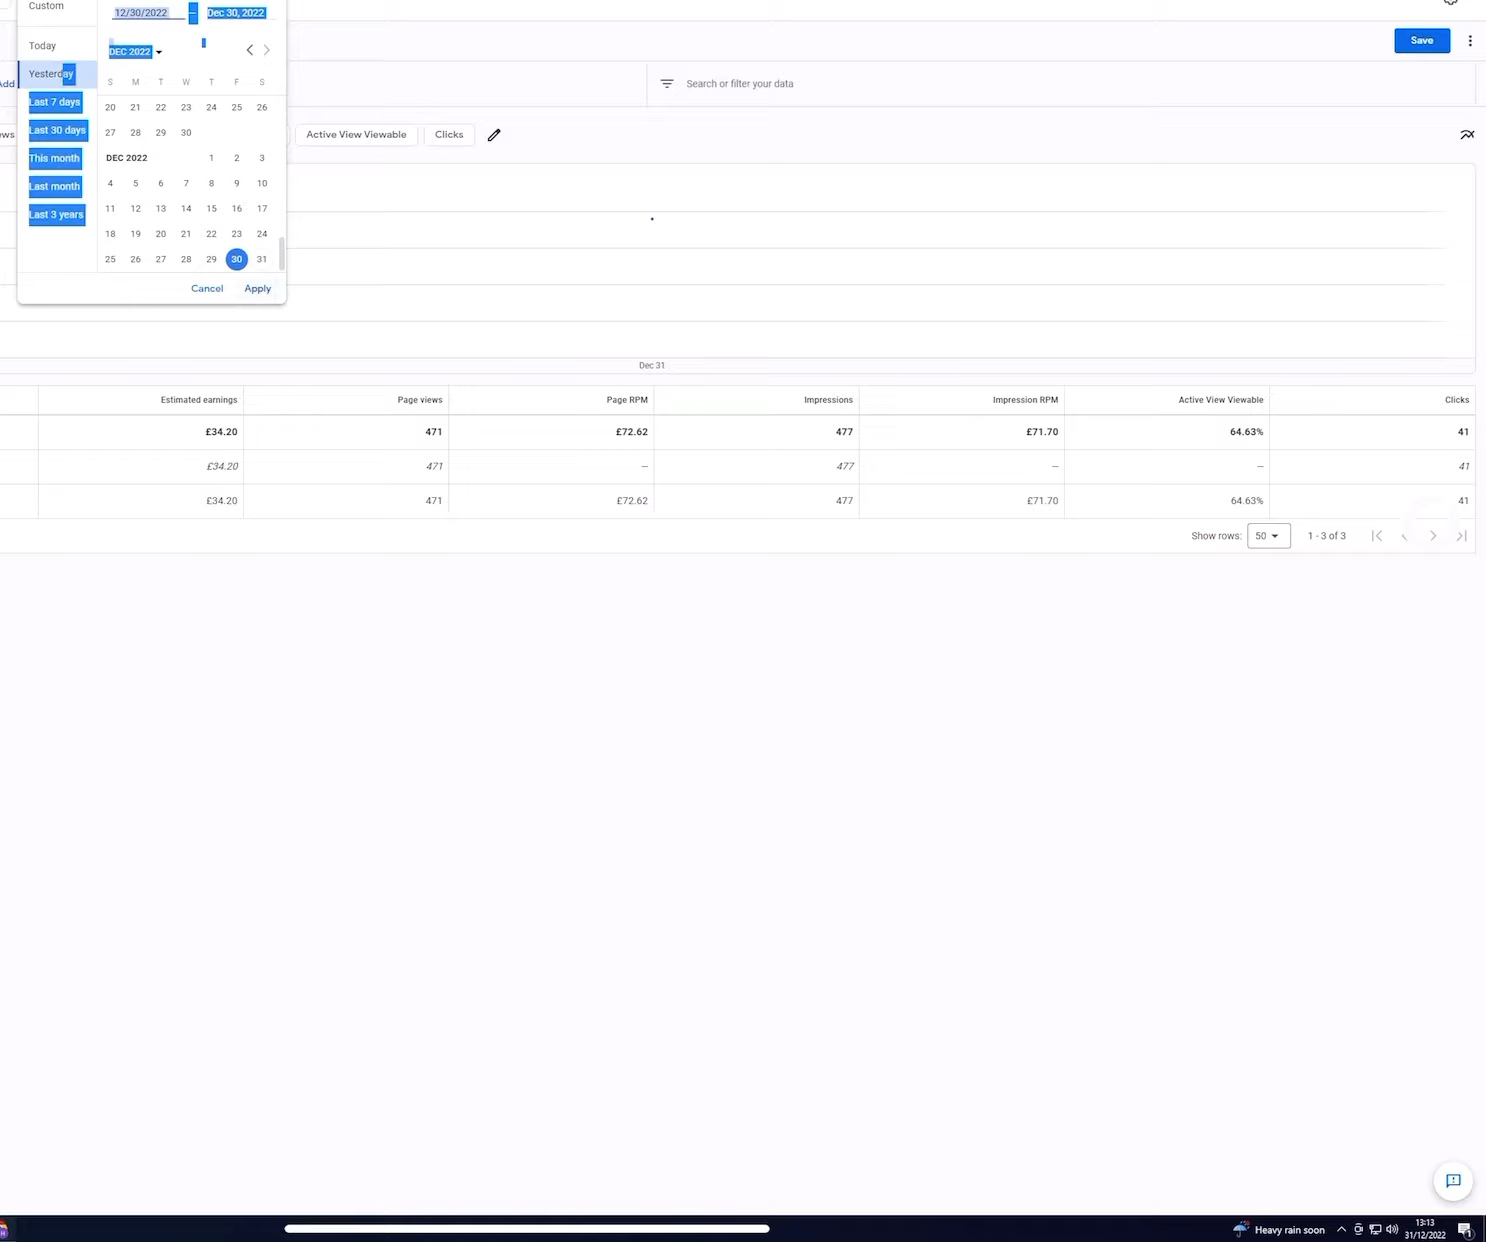 Custom
12/30/2022 – Dec 30, 2022
Save
Today
DEC 2022
Yesterday
Add
Search or filter your data
S M T W T F S
Last 7 days
20 21 22 23 24 25 26
Last 30 days
27 28 29 30
ews
Active View Viewable
Clicks
This month
DEC 2022 1 2 3
Last month
4 5 6 7 8 9 10
11 12 13 14 15 16 17
Last 3 years
18 19 20 21 22 23 24
25 26 27 28 29 30 31
Cancel Apply
Dec 31
Estimated earnings Page views Page RPM Impressions Impression RPM Active View Viewable Clicks
£34.20 471 £72.62 477 £71.70 64.63% 41
£34.20 471 — 477 — — 41
£34.20 471 £72.62 477 £71.70 64.63% 41
Show rows: 50 1 - 3 of 3
Heavy rain soon
13:13
31/12/2022
1